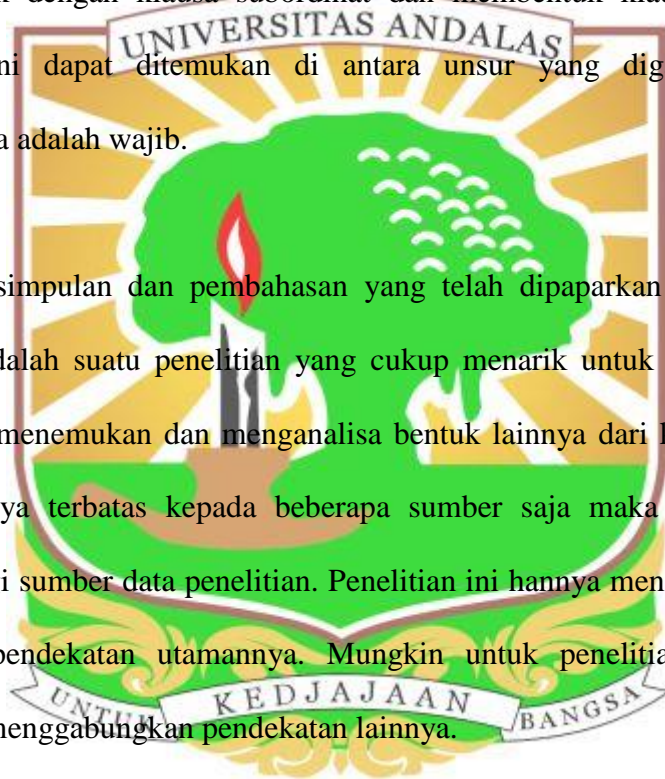 dengan klausa subordinat dan membentuk
UNIVERSITAS ANDALAS
ni dapat ditemukan di antara unsur yang
a adalah wajib.
simpulan dan pembahasan yang telah dipaparkan
dalah suatu penelitian yang cukup menarik untuk
menemukan dan menganalisa bentuk lainnya dari
ya terbatas kepada beberapa sumber saja maka
i sumber data penelitian. Penelitian ini hannya men
pendekatan utamannya. Mungkin untuk penelitia
UNTUK KEDJAJAAN BANGSA
menggabungkan pendekatan lainnya.